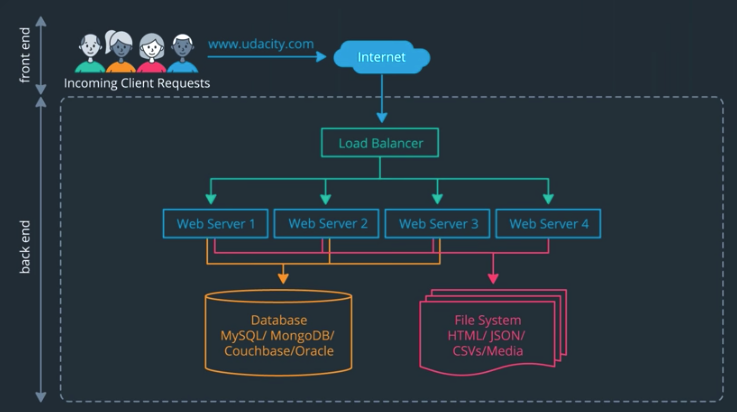 front end
www.udacity.com
Internet
Incoming Client Requests
back end
Load Balancer
Web Server 1
Web Server 2
Web Server 3
Web Server 4
Database
MySQL/ MongoDB/
Couchbase/Oracle
File System
HTML/ JSON/
CSVs/Media